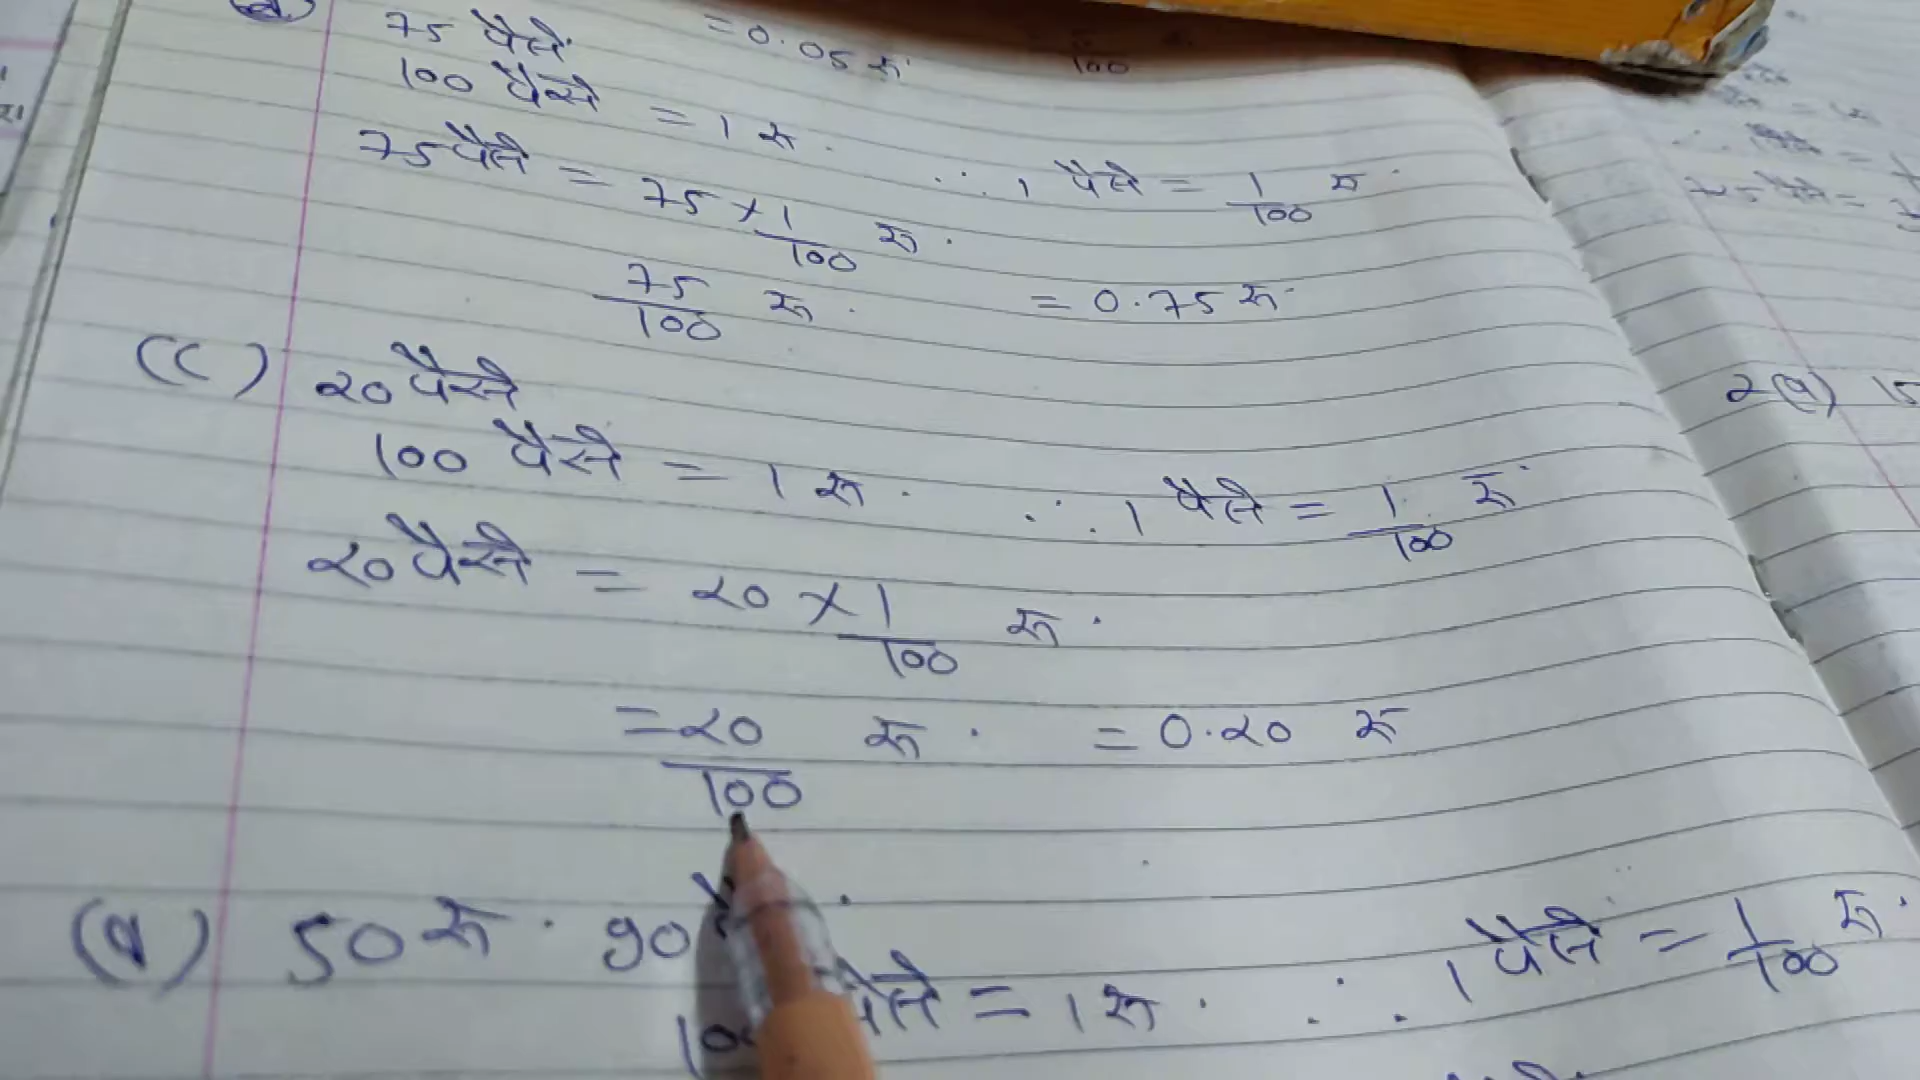 75 पैसे = 0.05 रु
100 पैसे = 1 रु. ∴ 1 पैसे = 1/100 रु.
75 पैसे = 75 × 1/100 रु.
75/100 रु. = 0.75 रु.
(C) 20 पैसे
100 पैसे = 1 रु. ∴ 1 पैसे = 1/100 रु.
20 पैसे = 20 × 1/100 रु.
= 20/100 रु. = 0.20 रु
(d) 50 रु. 90
पैसे = 1 रु. ∴ 1 पैसे = 1/100 रु.